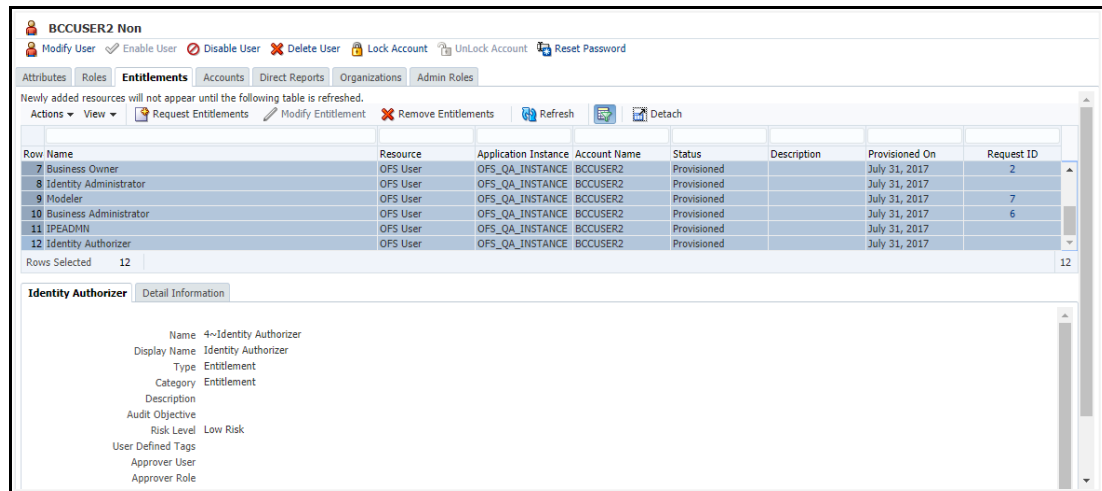 BCCUSER2 Non
Modify User Enable User Disable User Delete User Lock Account UnLock Account Reset Password
Attributes Roles Entitlements Accounts Direct Reports Organizations Admin Roles
Newly added resources will not appear until the following table is refreshed.
Actions View Request Entitlements Modify Entitlement Remove Entitlements Refresh Detach
Row Name Resource Application Instance Account Name Status Description Provisioned On Request ID
7 Business Owner OFS User OFS_QA_INSTANCE BCCUSER2 Provisioned July 31, 2017 2
8 Identity Administrator OFS User OFS_QA_INSTANCE BCCUSER2 Provisioned July 31, 2017
9 Modeler OFS User OFS_QA_INSTANCE BCCUSER2 Provisioned July 31, 2017 7
10 Business Administrator OFS User OFS_QA_INSTANCE BCCUSER2 Provisioned July 31, 2017 6
11 IPEADMN OFS User OFS_QA_INSTANCE BCCUSER2 Provisioned July 31, 2017
12 Identity Authorizer OFS User OFS_QA_INSTANCE BCCUSER2 Provisioned July 31, 2017
Rows Selected 12 12
Identity Authorizer Detail Information
Name 4~Identity Authorizer
Display Name Identity Authorizer
Type Entitlement
Category Entitlement
Description
Audit Objective
Risk Level Low Risk
User Defined Tags
Approver User
Approver Role